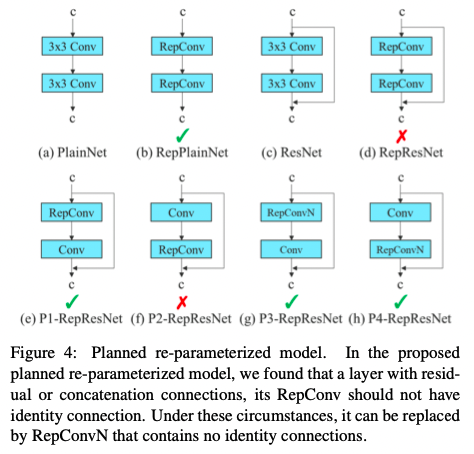 c c c c
3x3 Conv RepConv 3x3 Conv RepConv
3x3 Conv RepConv 3x3 Conv RepConv
c c c c
✓ ✗
(a) PlainNet (b) RepPlainNet (c) ResNet (d) RepResNet
c c c c
RepConv Conv RepConvN Conv
Conv RepConv Conv RepConvN
c c c c
✓ ✗ ✓ ✓
(e) P1-RepResNet (f) P2-RepResNet (g) P3-RepResNet (h) P4-RepResNet
Figure 4: Planned re-parameterized model. In the proposed
planned re-parameterized model, we found that a layer with resid-
ual or concatenation connections, its RepConv should not have
identity connection. Under these circumstances, it can be replaced
by RepConvN that contains no identity connections.